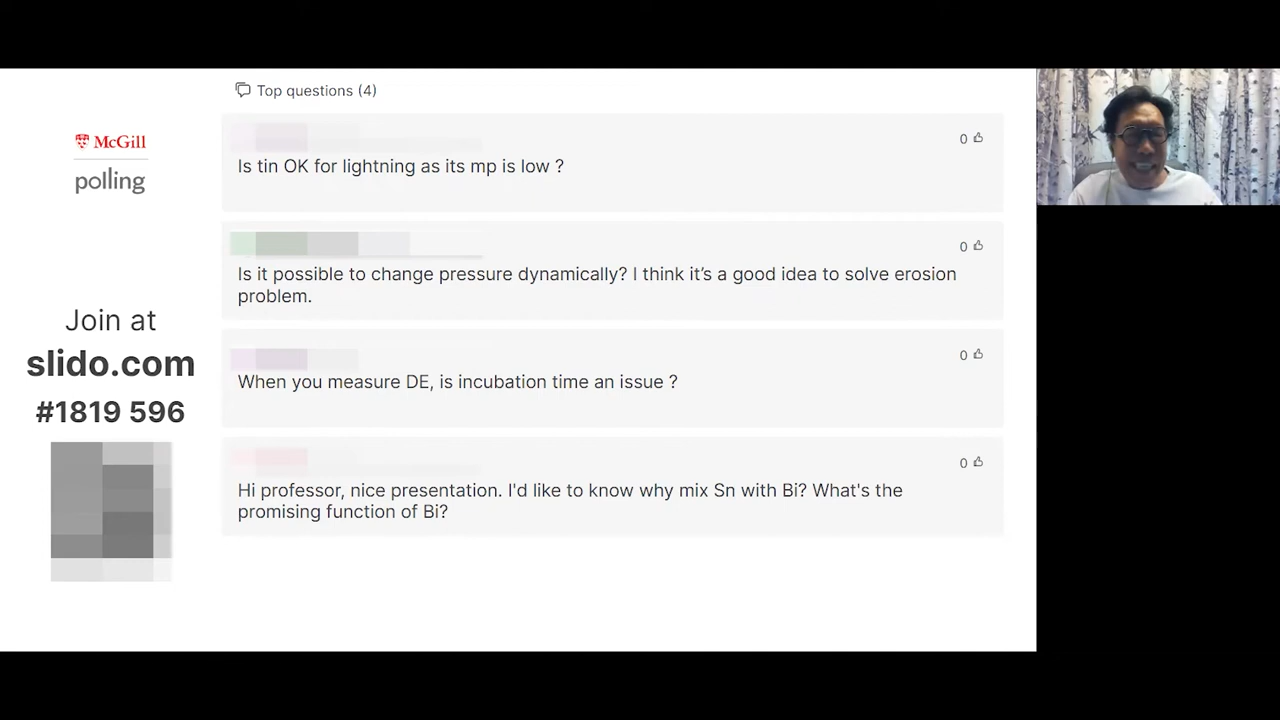 Top questions (4)
McGill
polling
Join at
slido.com
#1819 596
0
Is tin OK for lightning as its mp is low ?
0
Is it possible to change pressure dynamically? I think it’s a good idea to solve erosion
problem.
0
When you measure DE, is incubation time an issue ?
0
Hi professor, nice presentation. I'd like to know why mix Sn with Bi? What's the
promising function of Bi?